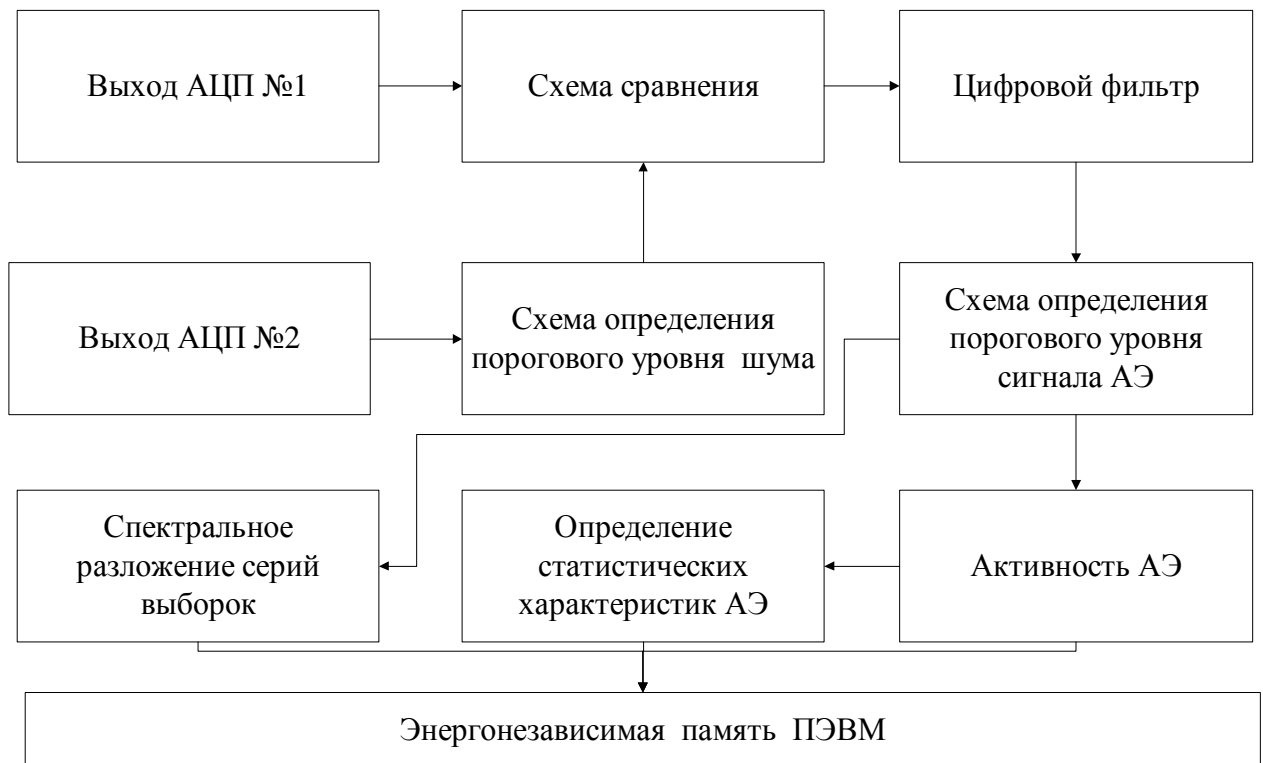 Выход АЦП №1
Схема сравнения
Цифровой фильтр
Выход АЦП №2
Схема определения
порогового уровня шума
Схема определения
порогового уровня
сигнала АЭ
Спектральное
разложение серий
выборок
Определение
статистических
характеристик АЭ
Активность АЭ
Энергонезависимая память ПЭВМ